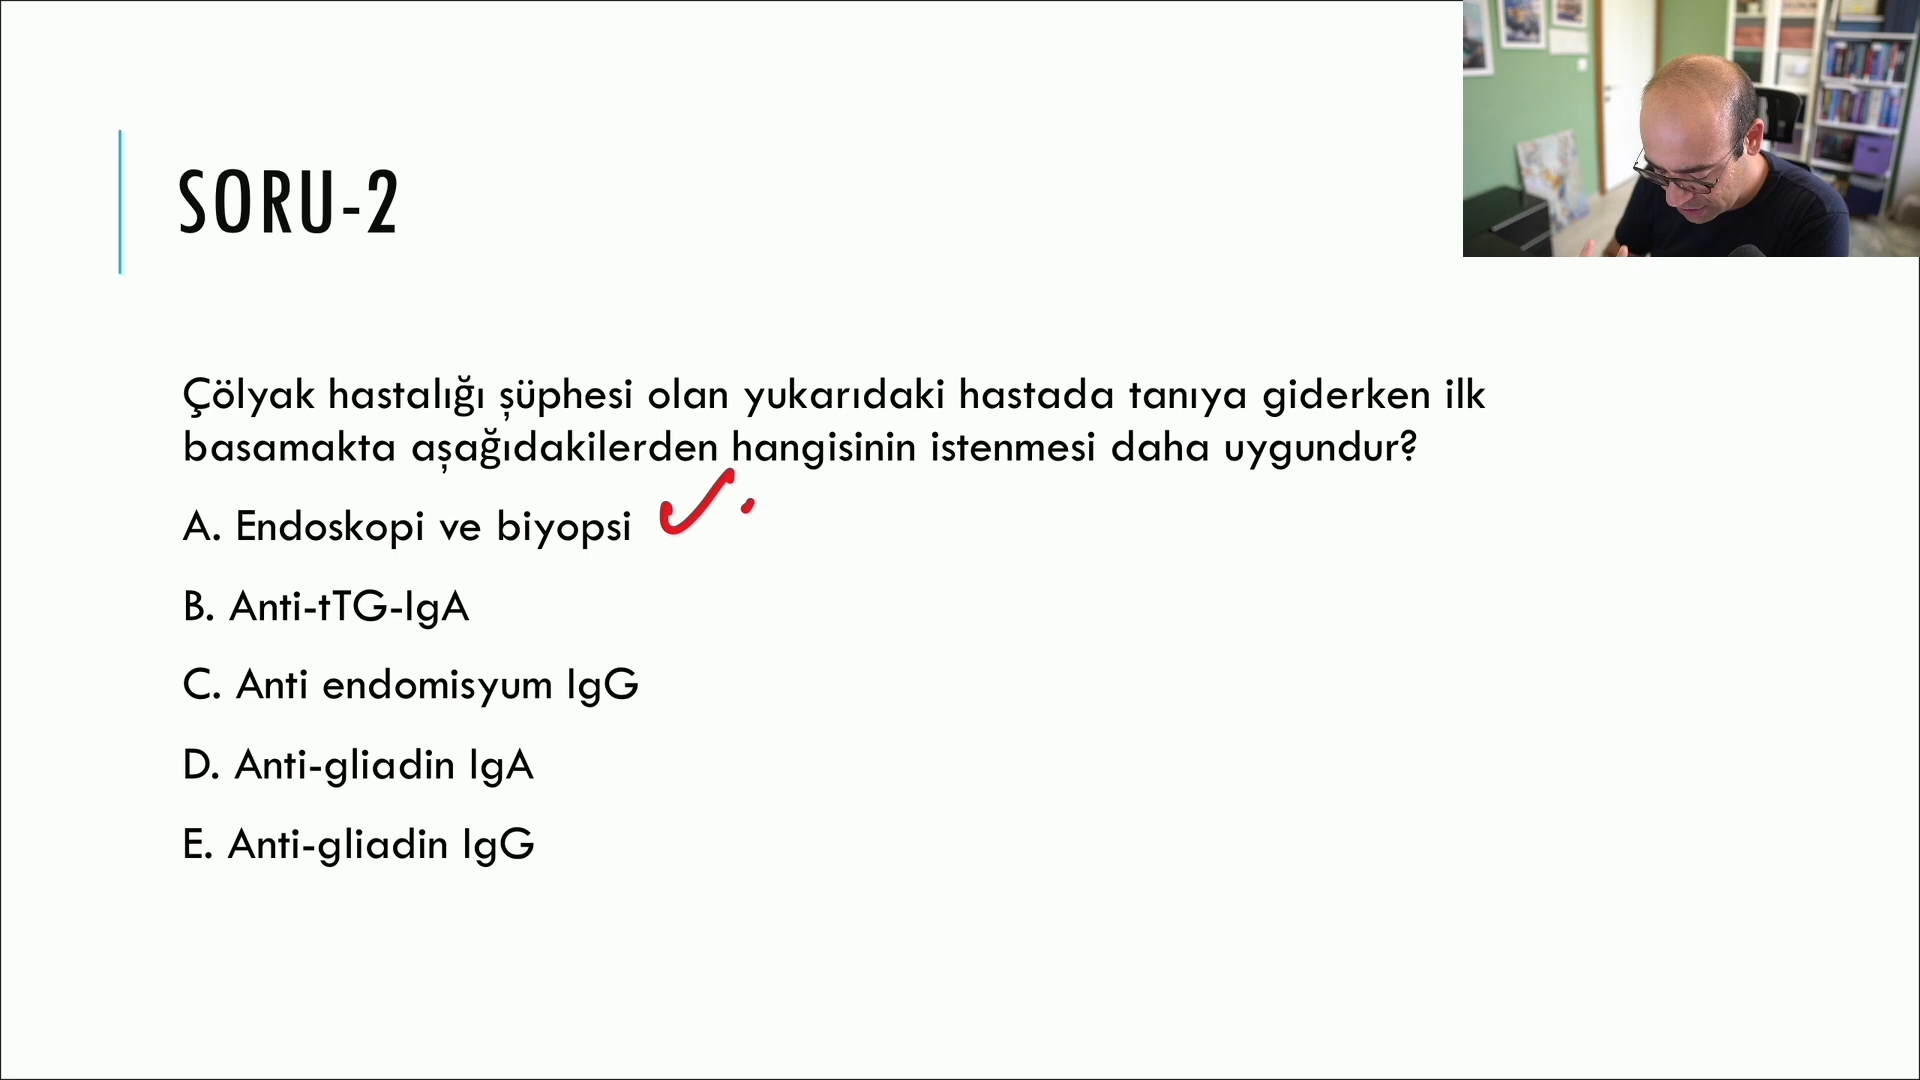 SORU-2
Çölyak hastalığı şüphesi olan yukarıdaki hastada tanıya giderken ilk
basamakta aşağıdakilerden hangisinin istenmesi daha uygundur?
A. Endoskopi ve biyopsi
B. Anti-tTG-IgA
C. Anti endomisyum IgG
D. Anti-gliadin IgA
E. Anti-gliadin IgG